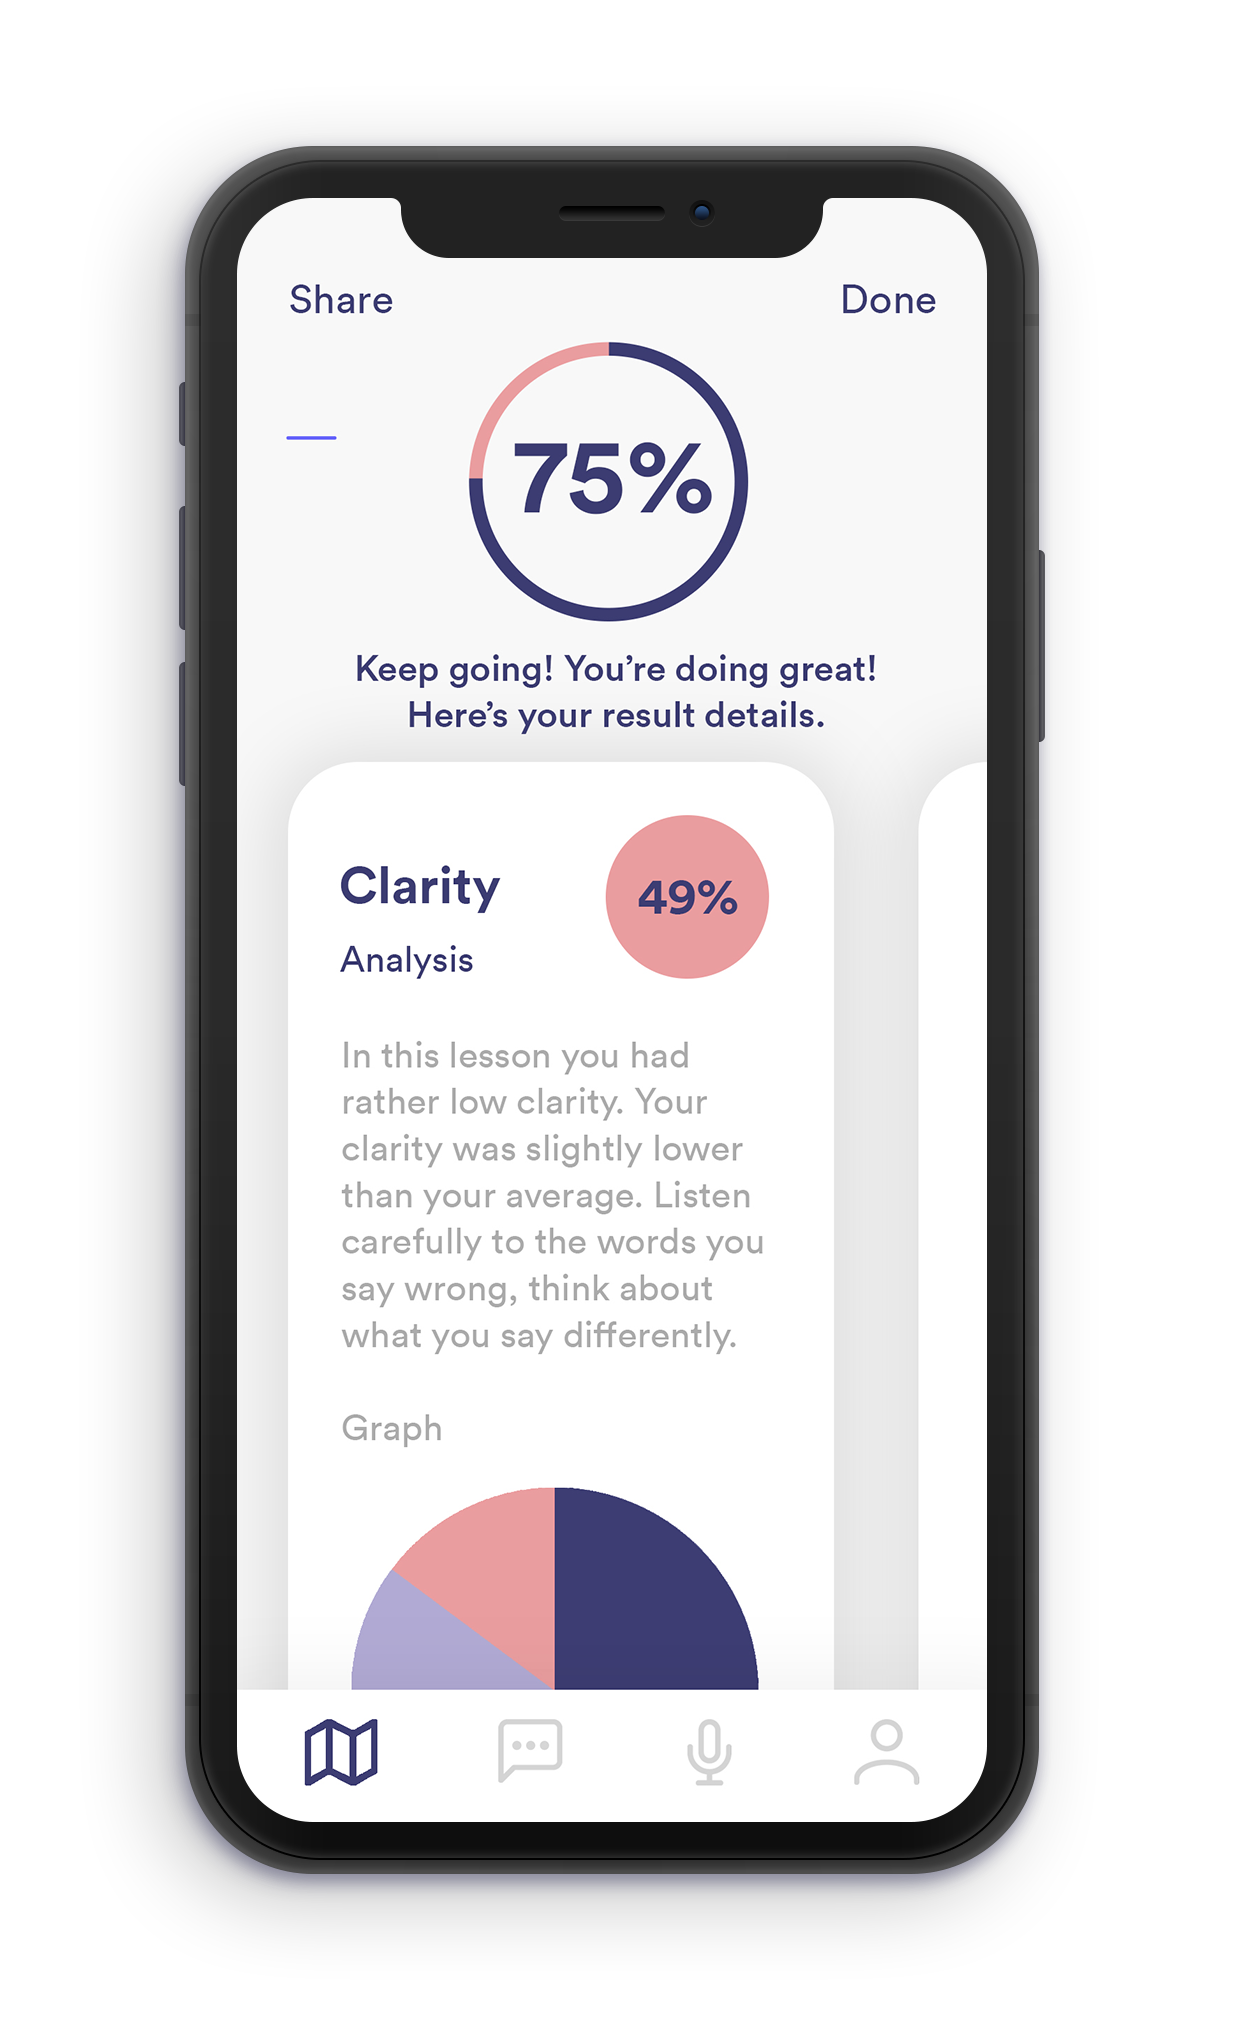 Share
Done
75%
Keep going! You’re doing great!
Here’s your result details.
Clarity
49%
Analysis
In this lesson you had
rather low clarity. Your
clarity was slightly lower
than your average. Listen
carefully to the words you
say wrong, think about
what you say differently.
Graph